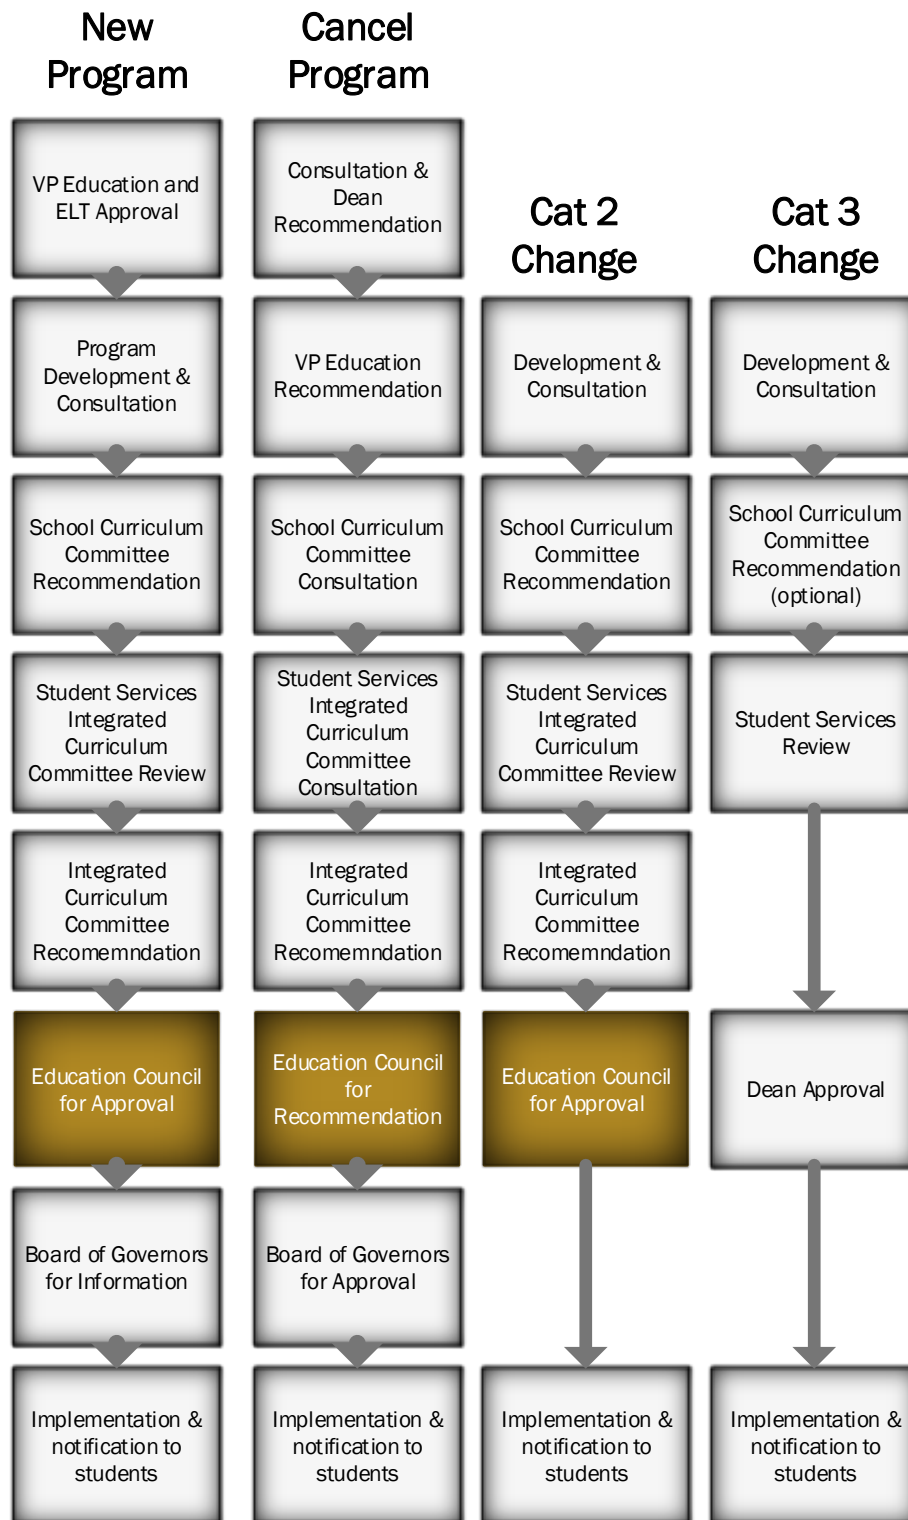 New
Program
VP Education and
ELT Approval
Program
Development &
Consultation
School Curriculum
Committee
Recommendation
Student Services
Integrated
Curriculum
Committee Review
Integrated
Curriculum
Committee
Recomemndation
Education Council
for Approval
Board of Governors
for Information
Implementation &
notification to
students
Cancel
Program
Consultation &
Dean
Recommendation
VP Education
Recommendation
School Curriculum
Committee
Consultation
Student Services
Integrated
Curriculum
Committee
Consultation
Integrated
Curriculum
Committee
Recomemndation
Education Council
for
Recommendation
Board of Governors
for Approval
Implementation &
notification to
students
Cat 2
Change
Development &
Consultation
School Curriculum
Committee
Recommendation
Student Services
Integrated
Curriculum
Committee Review
Integrated
Curriculum
Committee
Recomemndation
Education Council
for Approval
Implementation &
notification to
students
Cat 3
Change
Development &
Consultation
School Curriculum
Committee
Recommendation
(optional)
Student Services
Review
Dean Approval
Implementation &
notification to
students